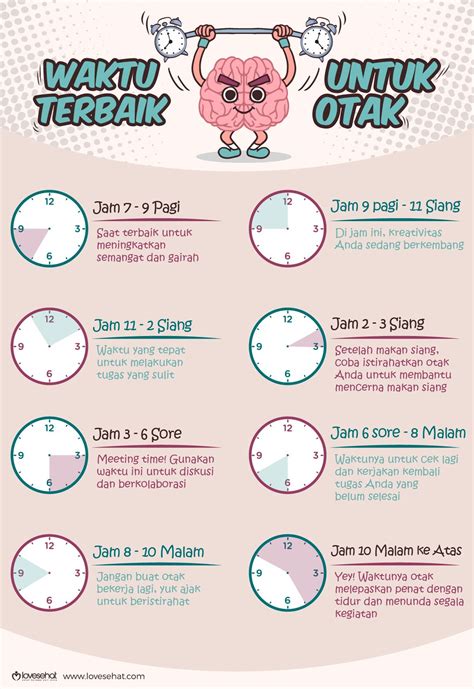 WAKTU
TERBAIK
UNTUK
OTAK
12
3
6
9
Jam 7 - 9 Pagi
Saat terbaik untuk
meningkatkan
semangat dan gairah
12
3
6
9
Jam 9 pagi - 11 Siang
Di jam ini, kreativitas
Anda sedang berkembang
12
3
6
9
Jam 11 - 2 Siang
Waktu yang tepat
untuk melakukan
tugas yang sulit
12
3
6
9
Jam 2 - 3 Siang
Setelah makan siang,
coba istirahatkan otak
Anda untuk membantu
mencerna makan siang
12
3
6
9
Jam 3 - 6 Sore
Meeting time! Gunakan
waktu ini untuk diskusi
dan berkolaborasi
12
3
6
9
Jam 6 sore - 8 Malam
Waktunya untuk cek lagi
dan kerjakan kembali
tugas Anda yang
belum selesai
12
3
6
9
Jam 8 - 10 Malam
Jangan buat otak
bekerja lagi, yuk ajak
untuk beristirahat
12
3
6
9
Jam 10 Malam ke Atas
Yey! Waktunya otak
melepaskan penat dengan
tidur dan menunda segala
kegiatan
lovesehat
www.lovesehat.com